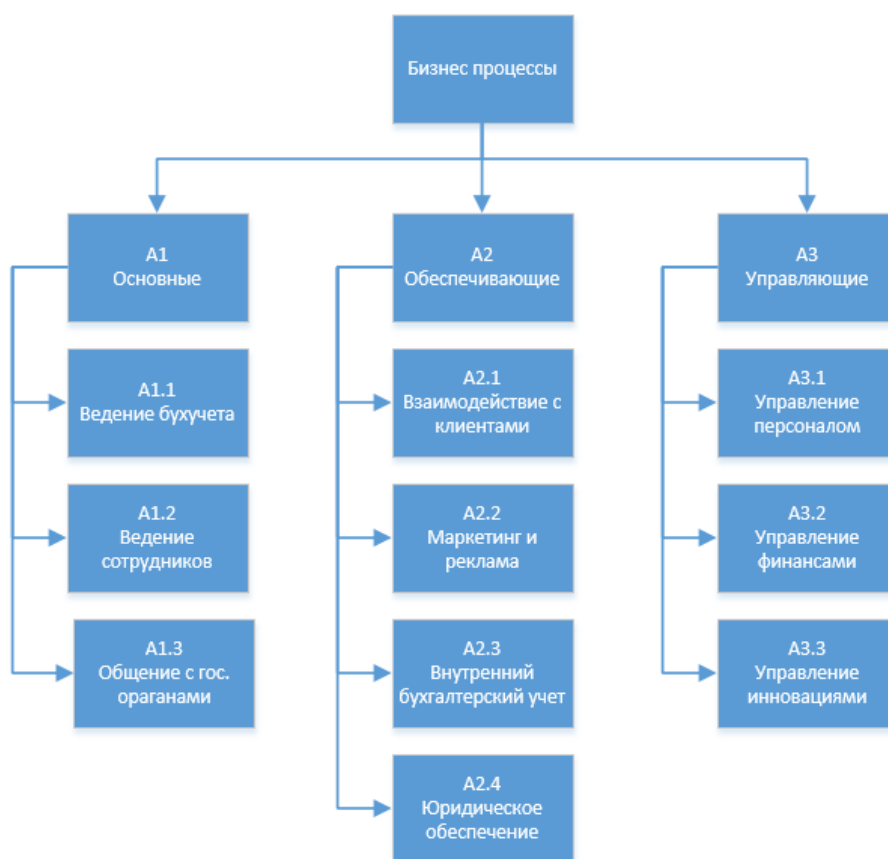 Бизнес процессы
А1
Основные
А2
Обеспечивающие
А3
Управляющие
А1.1
Ведение бухучета
А2.1
Взаимодействие с
клиентами
А3.1
Управление
персоналом
А1.2
Ведение
сотрудников
А2.2
Маркетинг и
реклама
А3.2
Управление
финансами
А1.3
Общение с гос.
ораганами
А2.3
Внутренний
бухгалтерский учет
А3.3
Управление
инновациями
А2.4
Юридическое
обеспечение